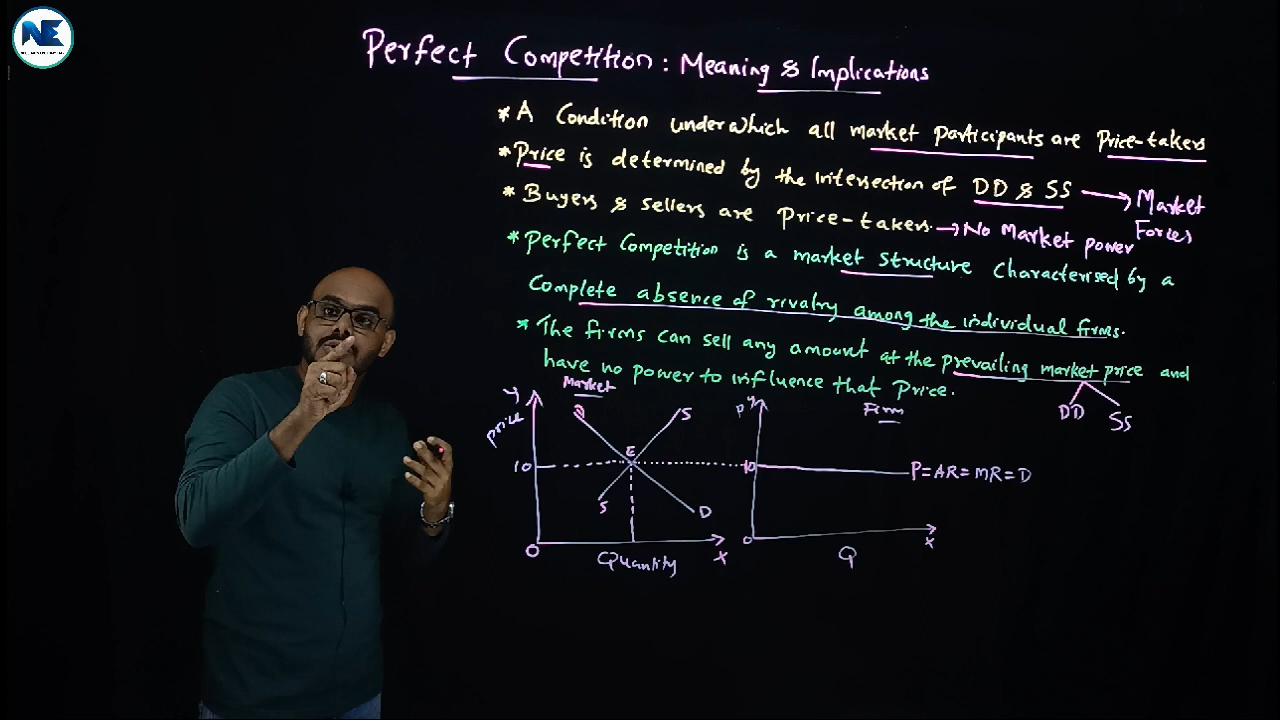 NE
Perfect Competition : Meaning & Implications
* A Condition under which all market participants are Price-takers
* Price is determined by the intersection of DD & SS → Market Forces
* Buyers & sellers are Price-takers. → No Market power
* Perfect Competition is a market structure characterised by a
Complete absence of rivalry among the individual firms.
* The firms can sell any amount at the prevailing market price and
have no power to influence that Price.
DD SS
Market
Y
Price
D
S
E
10
S
D
O
Quantity
X
Firm
P
Y
10
P=AR=MR=D
O
Q
X